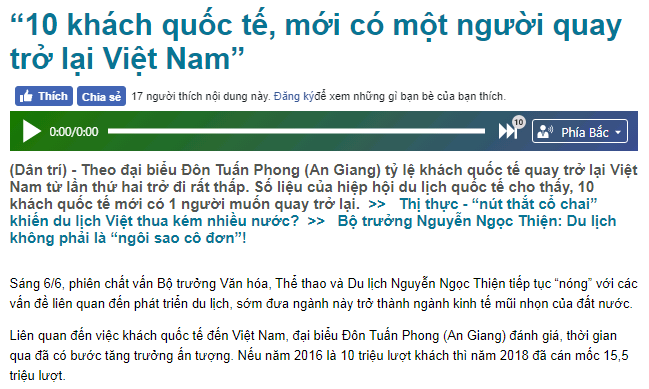 “10 khách quốc tế, mới có một người quay
trở lại Việt Nam”
Thích Chia sẻ 17 người thích nội dung này. Đăng kýđể xem những gì bạn bè của bạn thích.
0:00/0:00 10 Phía Bắc
(Dân trí) - Theo đại biểu Đôn Tuấn Phong (An Giang) tỷ lệ khách quốc tế quay trở lại Việt
Nam từ lần thứ hai trở đi rất thấp. Số liệu của hiệp hội du lịch quốc tế cho thấy, 10
khách quốc tế mới có 1 người muốn quay trở lại. >> Thị thực - “nút thắt cổ chai”
khiến du lịch Việt thua kém nhiều nước? >> Bộ trưởng Nguyễn Ngọc Thiện: Du lịch
không phải là “ngôi sao cô đơn”!
Sáng 6/6, phiên chất vấn Bộ trưởng Văn hóa, Thể thao và Du lịch Nguyễn Ngọc Thiện tiếp tục “nóng” với các
vấn đề liên quan đến phát triển du lịch, sớm đưa ngành này trở thành ngành kinh tế mũi nhọn của đất nước.
Liên quan đến việc khách quốc tế đến Việt Nam, đại biểu Đôn Tuấn Phong (An Giang) đánh giá, thời gian
qua đã có bước tăng trưởng ấn tượng. Nếu năm 2016 là 10 triệu lượt khách thì năm 2018 đã cán mốc 15,5
triệu lượt.